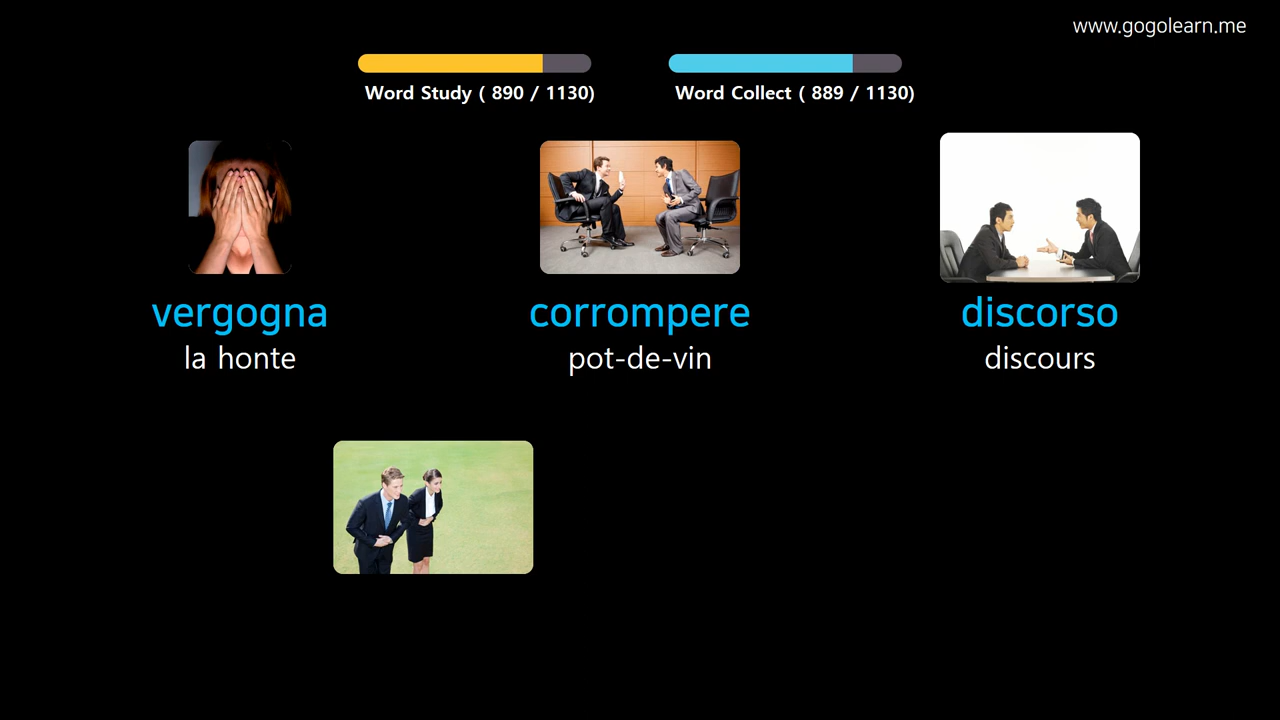 www.gogolearn.me
Word Study ( 890 / 1130)
Word Collect ( 889 / 1130)
vergogna
corrompere
discorso
la honte
pot-de-vin
discours